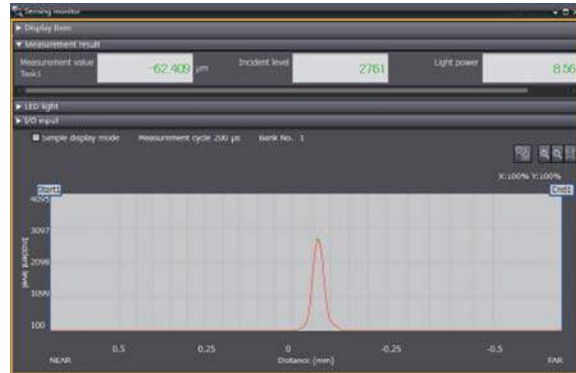 Sensing monitor
Display Item
Measurement result
Measurement value
Task1
-62.409 μm
Incident level
2761
Light power
8.56
LED light
I/O input
Simple display mode
Measurement cycle 200 μs
Bank No. 1
X:100% Y:100%
Start1
End1
4095
3097
2098
1099
100
Incident level
0.5
0.25
0
-0.25
-0.5
NEAR
Distance [mm]
FAR